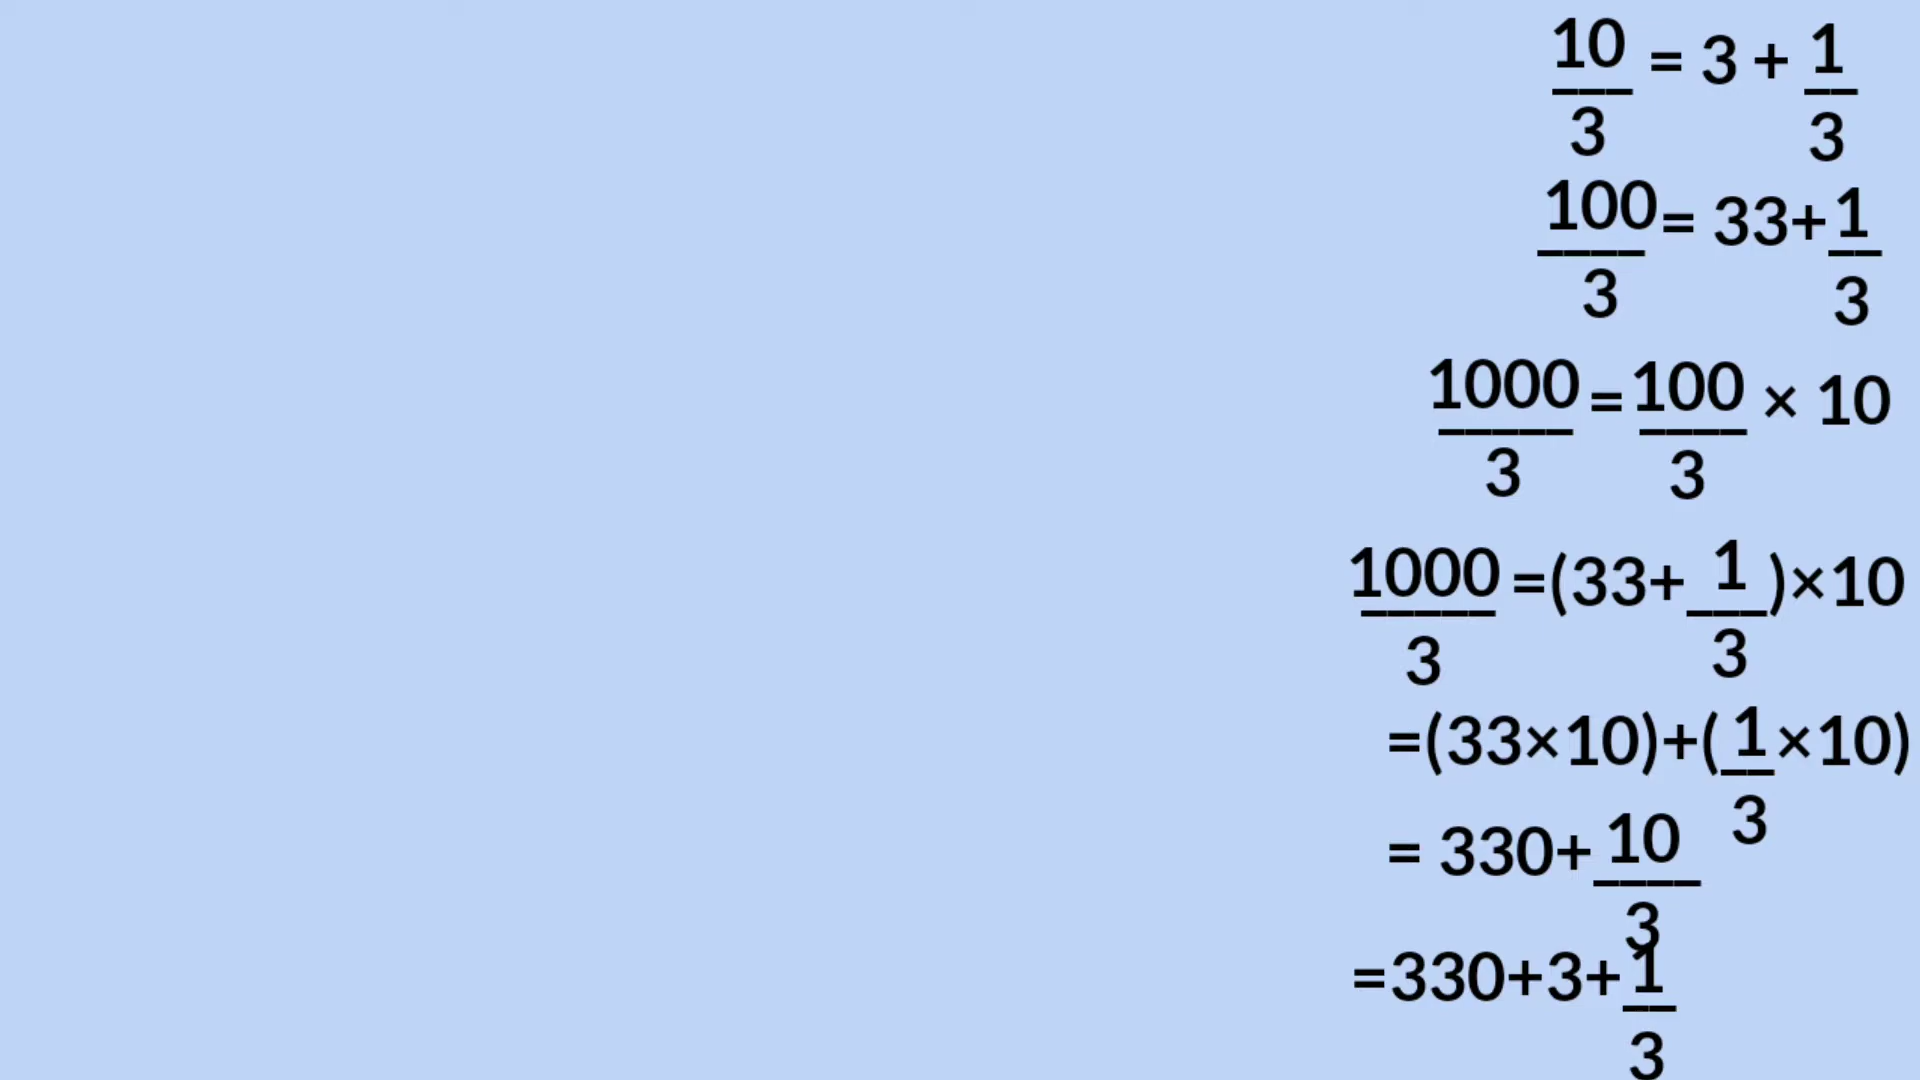 10/3 = 3 + 1/3
100/3 = 33+1/3
1000/3 = 100/3 × 10
1000/3 =(33+1/3)×10
=(33×10)+(1/3×10)
= 330+10/3
=330+3+1/3